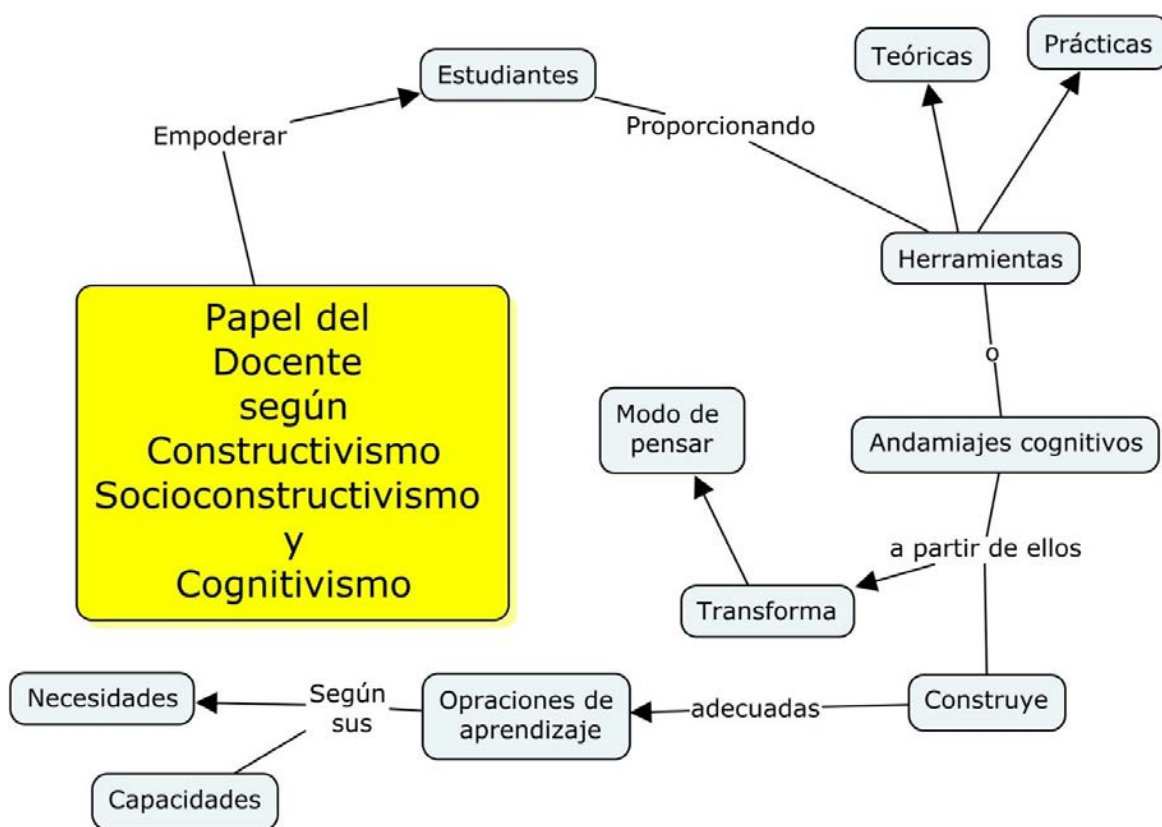 Estudiantes
Teóricas
Prácticas
Empoderar
Proporcionando
Herramientas
Papel del
Docente
según
Constructivismo
Socioconstructivismo
y
Cognitivismo
o
Modo de
pensar
Andamiajes cognitivos
a partir de ellos
Transforma
Necesidades
Según
sus
Opraciones de
aprendizaje
adecuadas
Construye
Capacidades